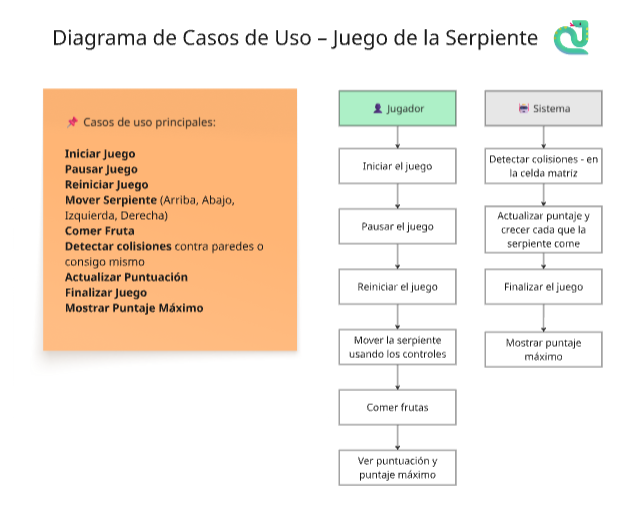 Diagrama de Casos de Uso – Juego de la Serpiente
Casos de uso principales:
Iniciar Juego
Pausar Juego
Reiniciar Juego
Mover Serpiente (Arriba, Abajo,
Izquierda, Derecha)
Comer Fruta
Detectar colisiones contra paredes o
consigo mismo
Actualizar Puntuación
Finalizar Juego
Mostrar Puntaje Máximo
Jugador
Iniciar el juego
Pausar el juego
Reiniciar el juego
Mover la serpiente
usando los controles
Comer frutas
Ver puntuación y
puntaje máximo
Sistema
Detectar colisiones - en
la celda matriz
Actualizar puntaje y
crecer cada que la
serpiente come
Finalizar el juego
Mostrar puntaje
máximo